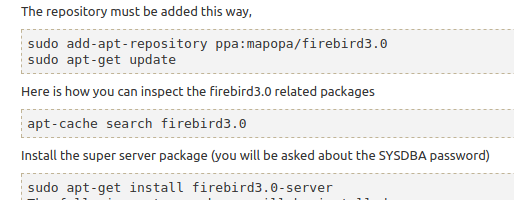 The repository must be added this way,
sudo add-apt-repository ppa:mapopa/firebird3.0
sudo apt-get update
Here is how you can inspect the firebird3.0 related packages
apt-cache search firebird3.0
Install the super server package (you will be asked about the SYSDBA password)
sudo apt-get install firebird3.0-server